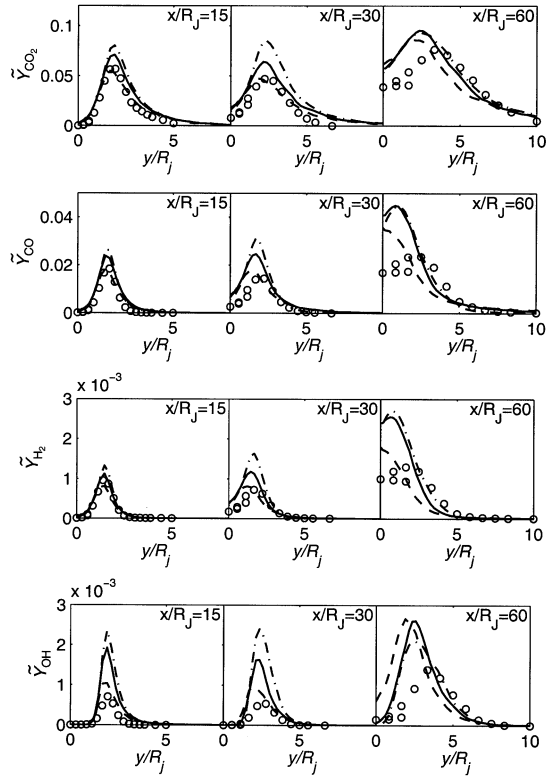 x/R_J=15 x/R_J=30 x/R_J=60
0.1
0.05
0
Ỹ_CO₂
0 5 0 5 0 5 10
y/R_j y/R_j y/R_j
x/R_J=15 x/R_J=30 x/R_J=60
0.04
0.02
0
Ỹ_CO
0 5 0 5 0 5 10
y/R_j y/R_j y/R_j
x 10⁻³
3 x/R_J=15 x/R_J=30 x/R_J=60
2
1
0
Ỹ_H₂
0 5 0 5 0 5 10
y/R_j y/R_j y/R_j
x 10⁻³
3 x/R_J=15 x/R_J=30 x/R_J=60
2
1
0
Ỹ_OH
0 5 0 5 0 5 10
y/R_j y/R_j y/R_j